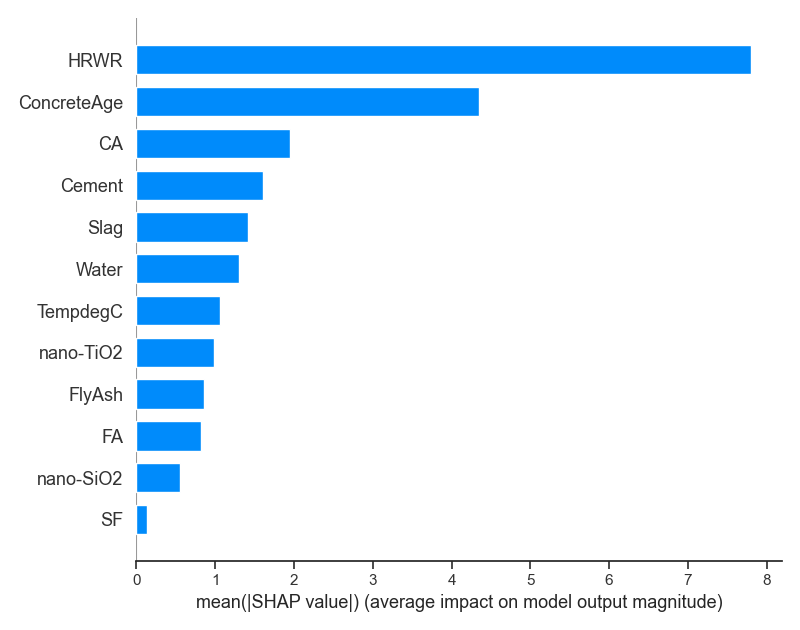 HRWR
ConcreteAge
CA
Cement
Slag
Water
TempdegC
nano-TiO2
FlyAsh
FA
nano-SiO2
SF
0 1 2 3 4 5 6 7 8
mean(|SHAP value|) (average impact on model output magnitude)